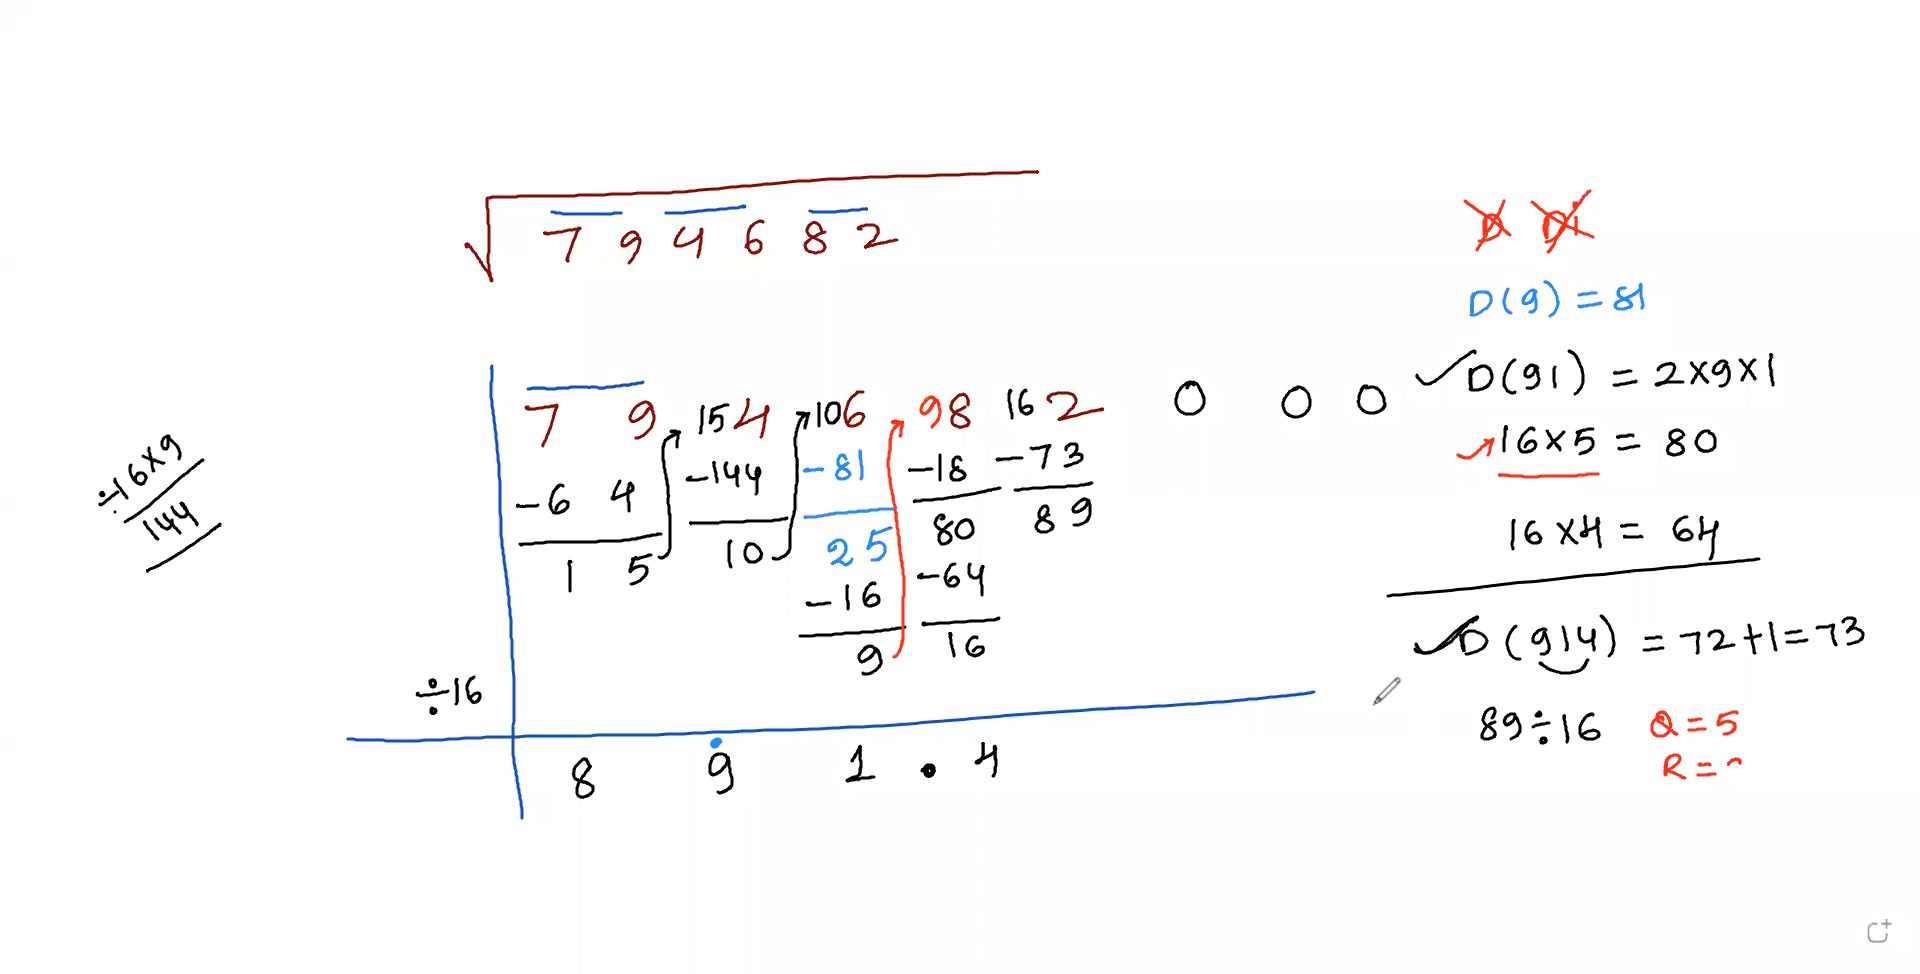 √794682
÷16×9
144
7 9 154 106 98 162 0 0 0
-64 -144 -81 -18 -73
15 10 25 80 89
-16 -64
9 16
÷16
8 9 1 . 4
D(9) = 81
D(91) = 2×9×1
16×5 = 80
16×4 = 64
D(914) = 72+1=73
89÷16 Q=5
R=